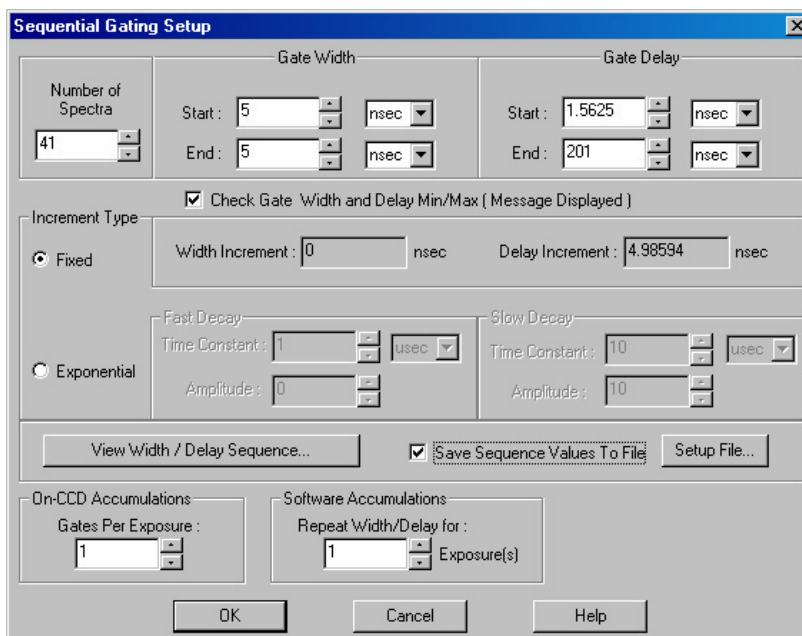 Sequential Gating Setup
Number of
Spectra
41
Gate Width
Start : 5 nsec
End : 5 nsec
Gate Delay
Start : 1.5625 nsec
End : 201 nsec
Check Gate Width and Delay Min/Max ( Message Displayed )
Increment Type
Fixed
Width Increment : 0 nsec
Delay Increment : 4.98594 nsec
Exponential
Fast Decay
Time Constant : 1 usec
Amplitude : 0
Slow Decay
Time Constant : 10 usec
Amplitude : 10
View Width / Delay Sequence...
Save Sequence Values To File
Setup File...
On-CCD Accumulations
Gates Per Exposure :
1
Software Accumulations
Repeat Width/Delay for :
1 Exposure(s)
OK
Cancel
Help